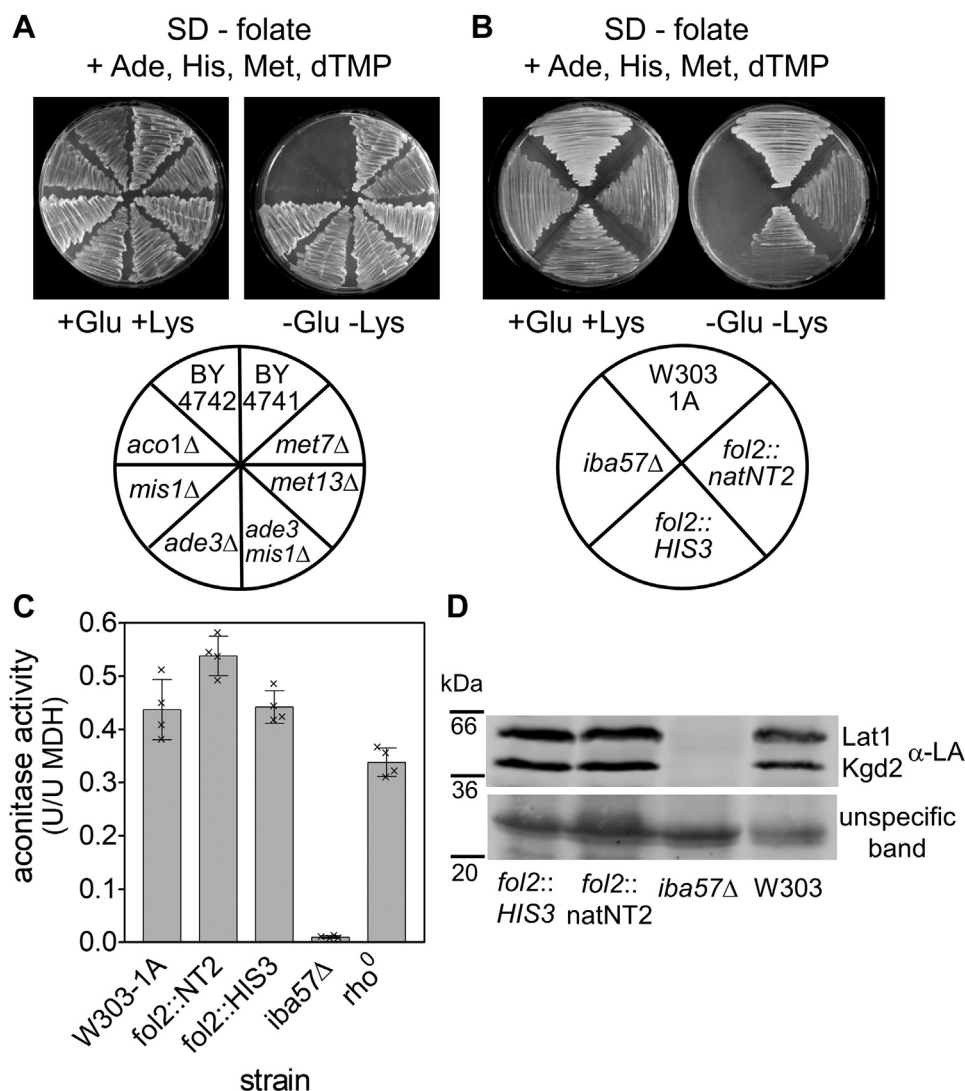 A
SD - folate
+ Ade, His, Met, dTMP
+Glu +Lys
-Glu -Lys
BY
4742
BY
4741
aco1Δ
met7Δ
mis1Δ
met13Δ
ade3Δ
ade3
mis1Δ
B
SD - folate
+ Ade, His, Met, dTMP
+Glu +Lys
-Glu -Lys
W303
1A
iba57Δ
fol2::
natNT2
fol2::
HIS3
C
aconitase activity
(U/U MDH)
0.6
0.5
0.4
0.3
0.2
0.1
0.0
W303-1A
fol2::NT2
fol2::HIS3
iba57Δ
rho⁰
strain
D
kDa
66
36
20
Lat1
Kgd2
α-LA
unspecific
band
fol2::
HIS3
fol2::
natNT2
iba57Δ
W303